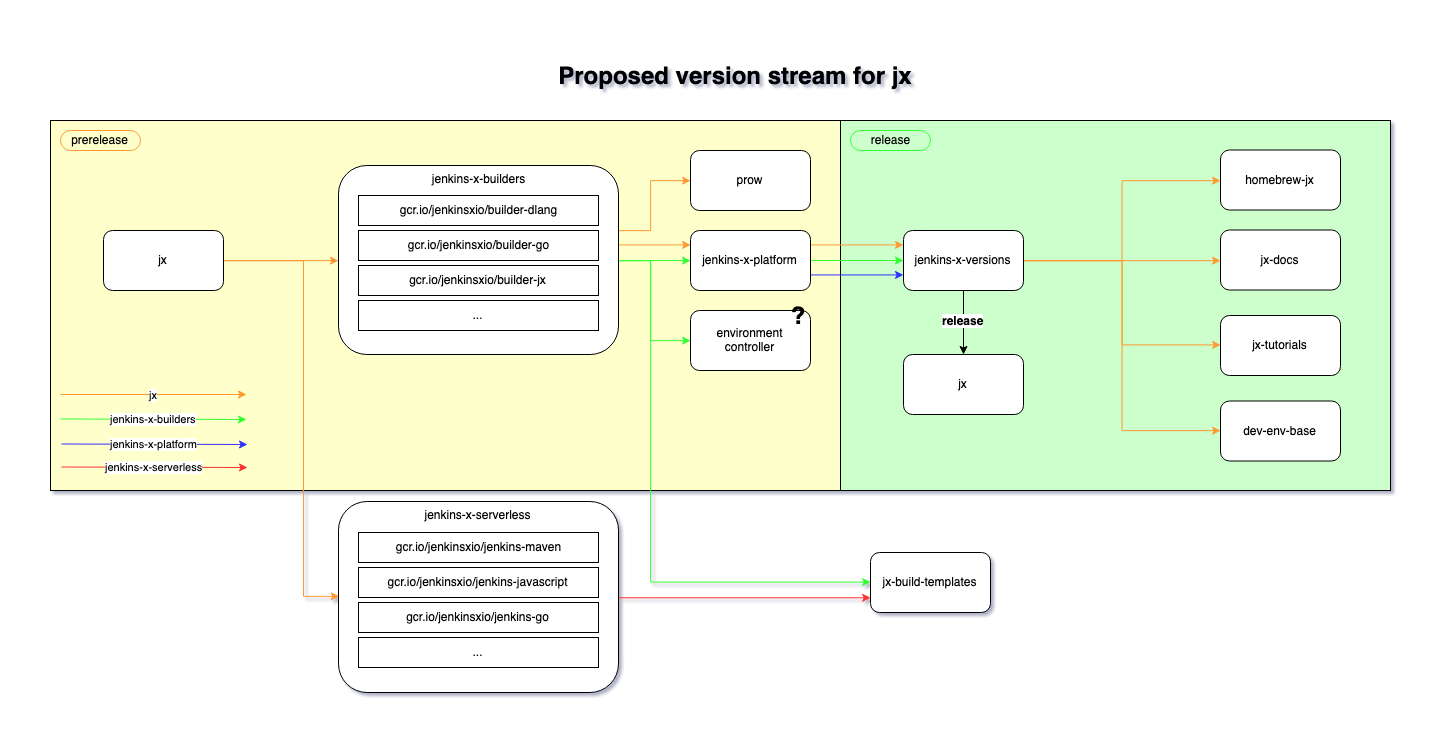 Proposed version stream for jx
prerelease
release
jx
jenkins-x-builders
gcr.io/jenkinsxio/builder-dlang
gcr.io/jenkinsxio/builder-go
gcr.io/jenkinsxio/builder-jx
...
prow
jenkins-x-platform
?
environment
controller
jenkins-x-versions
release
jx
homebrew-jx
jx-docs
jx-tutorials
dev-env-base
jx
jenkins-x-builders
jenkins-x-platform
jenkins-x-serverless
jenkins-x-serverless
gcr.io/jenkinsxio/jenkins-maven
gcr.io/jenkinsxio/jenkins-javascript
gcr.io/jenkinsxio/jenkins-go
...
jx-build-templates